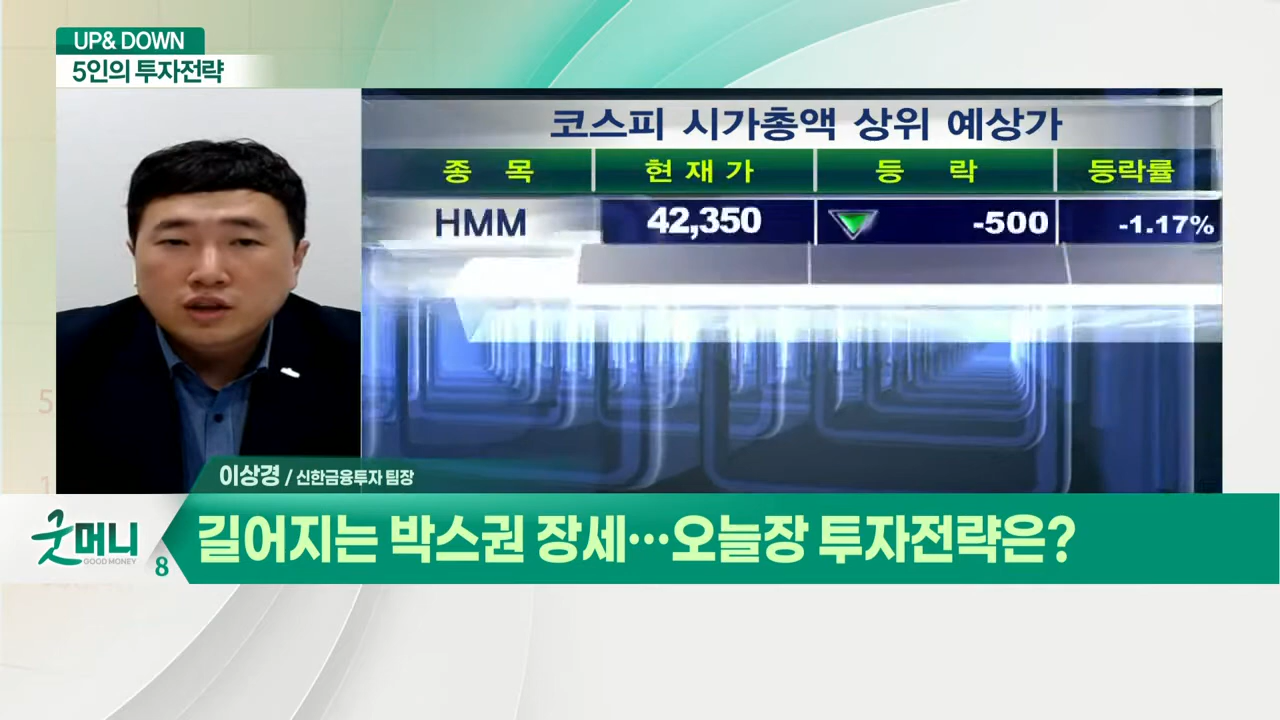 UP& DOWN
5인의 투자전략
코스피 시가총액 상위 예상가
종 목 현 재 가 등 락 등락률
HMM 42,350 -500 -1.17%
5
1
이상경 / 신한금융투자 팀장
굿머니
GOOD MONEY
8
길어지는 박스권 장세…오늘장 투자전략은?